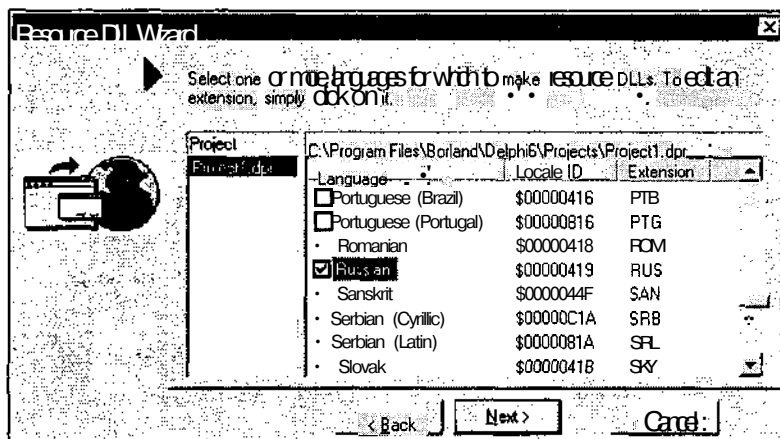 Resource DLL Wizard
Select one or more languages for which to make resource DLLs. To edit an
extension, simply click on it.
Project
Project1.dpr
C:\Program Files\Borland\Delphi6\Projects\Project1.dpr
Language Locale ID Extension
Portuguese (Brazil) $00000416 PTB
Portuguese (Portugal) $00000816 PTG
Romanian $00000418 ROM
Russian $00000419 RUS
Sanskrit $0000044F SAN
Serbian (Cyrillic) $00000C1A SRB
Serbian (Latin) $0000081A SRL
Slovak $0000041B SKY
< Back
Next >
Cancel